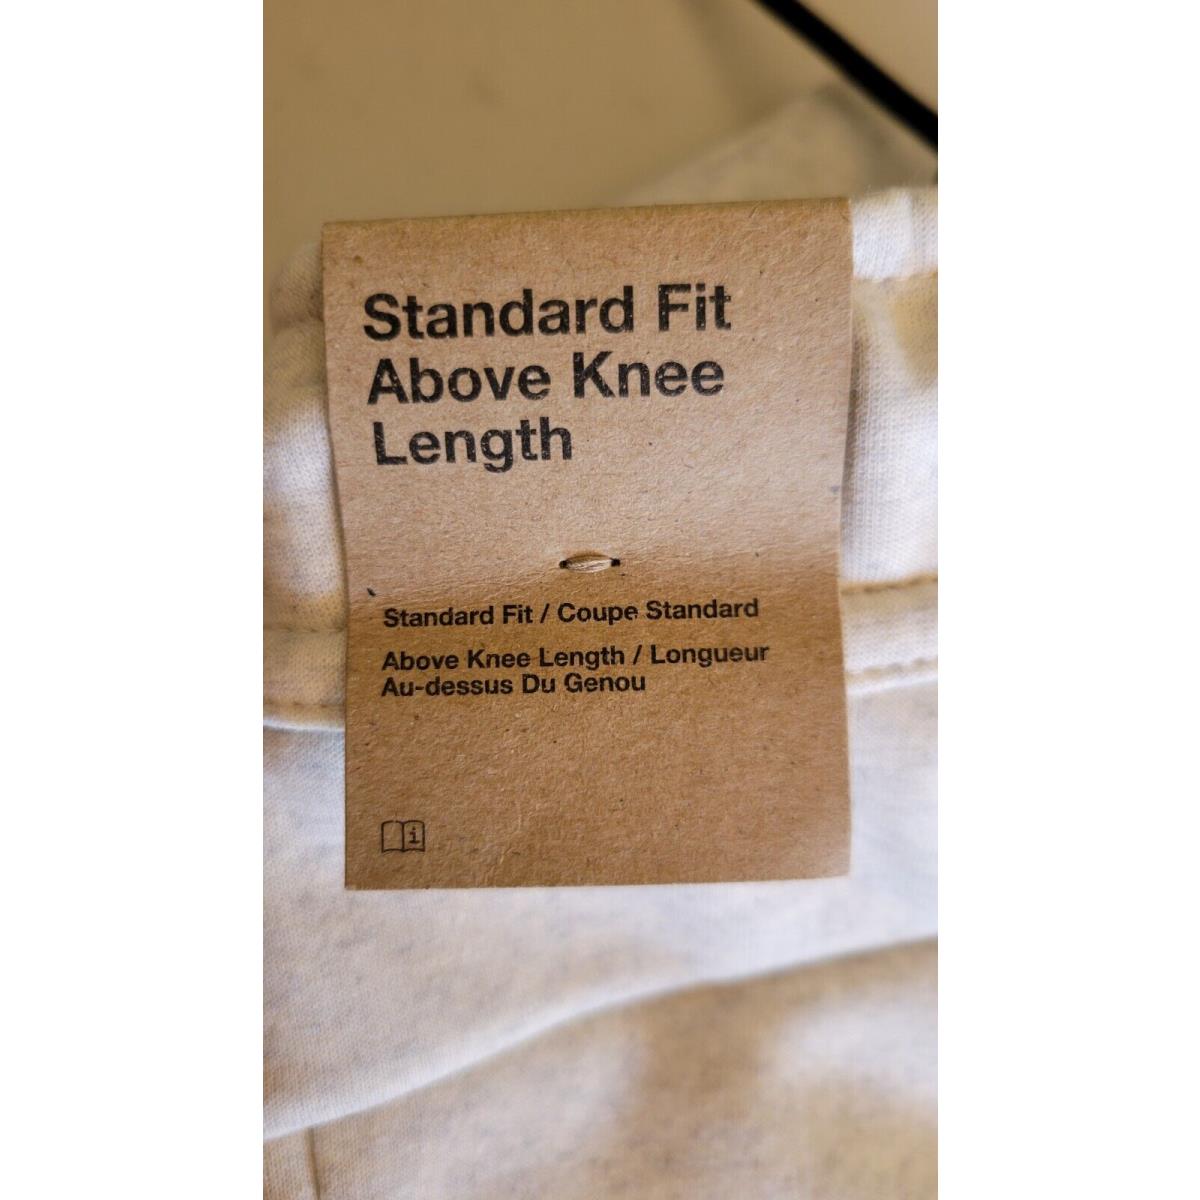 Standard Fit
Above Knee
Length
Standard Fit / Coupe Standard
Above Knee Length / Longueur
Au-dessus Du Genou
i